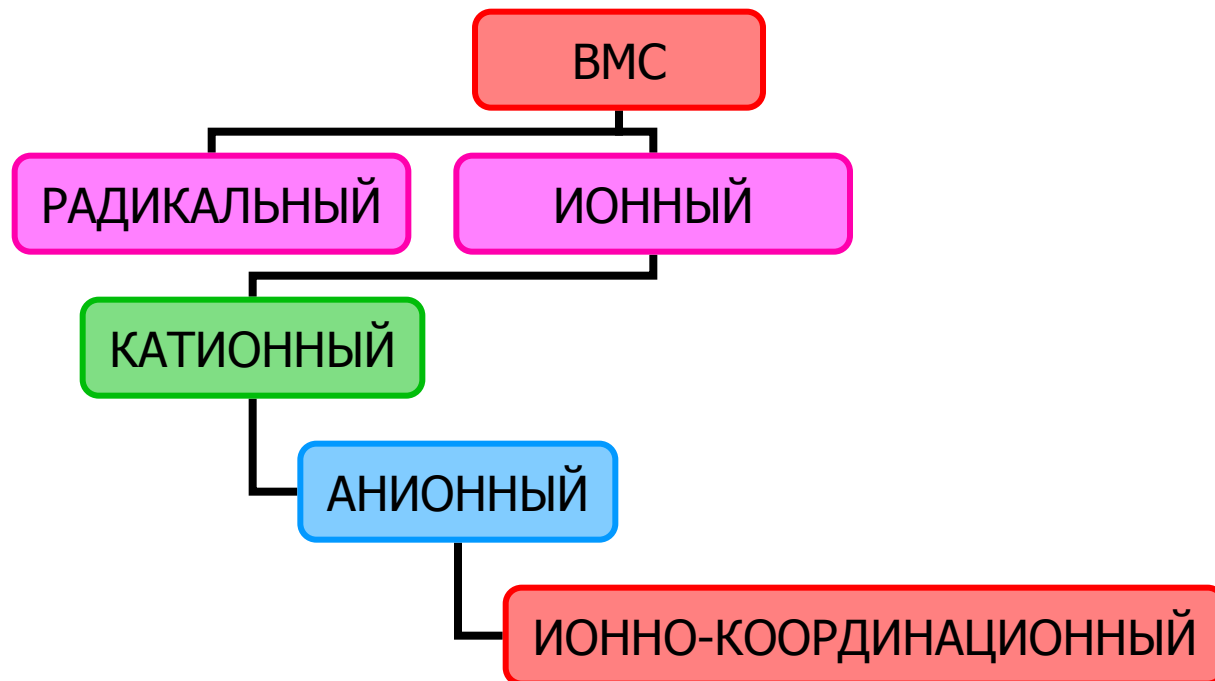 ВМС
РАДИКАЛЬНЫЙ
ИОННЫЙ
КАТИОННЫЙ
АНИОННЫЙ
ИОННО-КООРДИНАЦИОННЫЙ